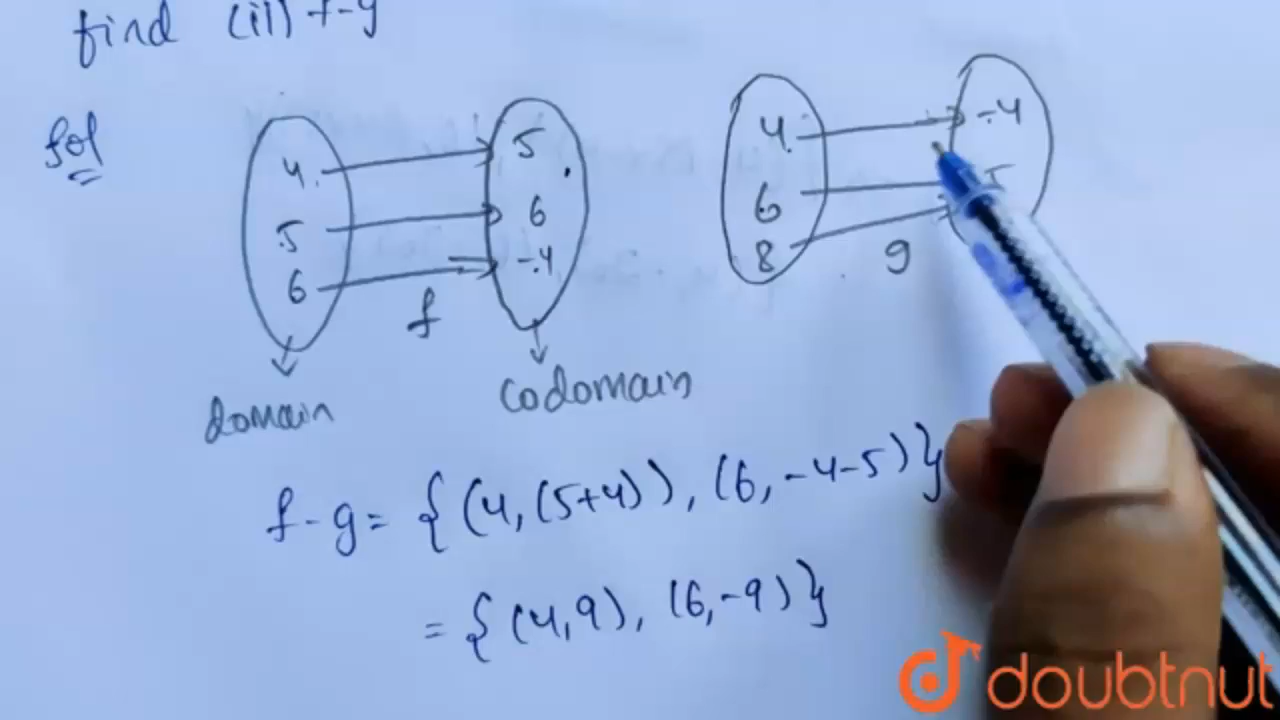 find (ii) f-g
Sol
4 5
5 6
6 -4
f
4 -4
6 5
8
g
domain
Codomain
f-g= {(4,(5+4)), (6,-4-5)}
= {(4,9), (6,-9)}
doubtnut